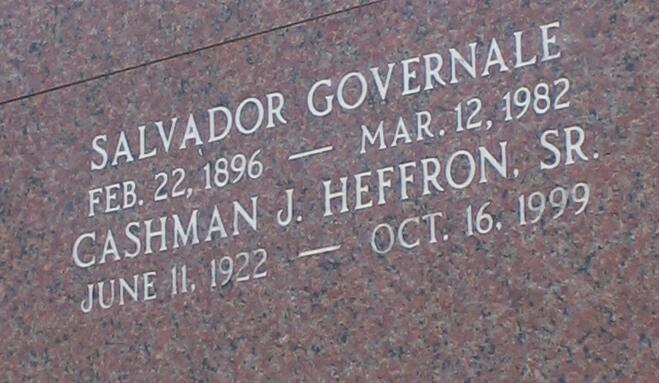 SALVADOR GOVERNALE
FEB. 22, 1896 — MAR. 12, 1982
CASHMAN J. HEFFRON, SR.
JUNE 11, 1922 — OCT. 16, 1999